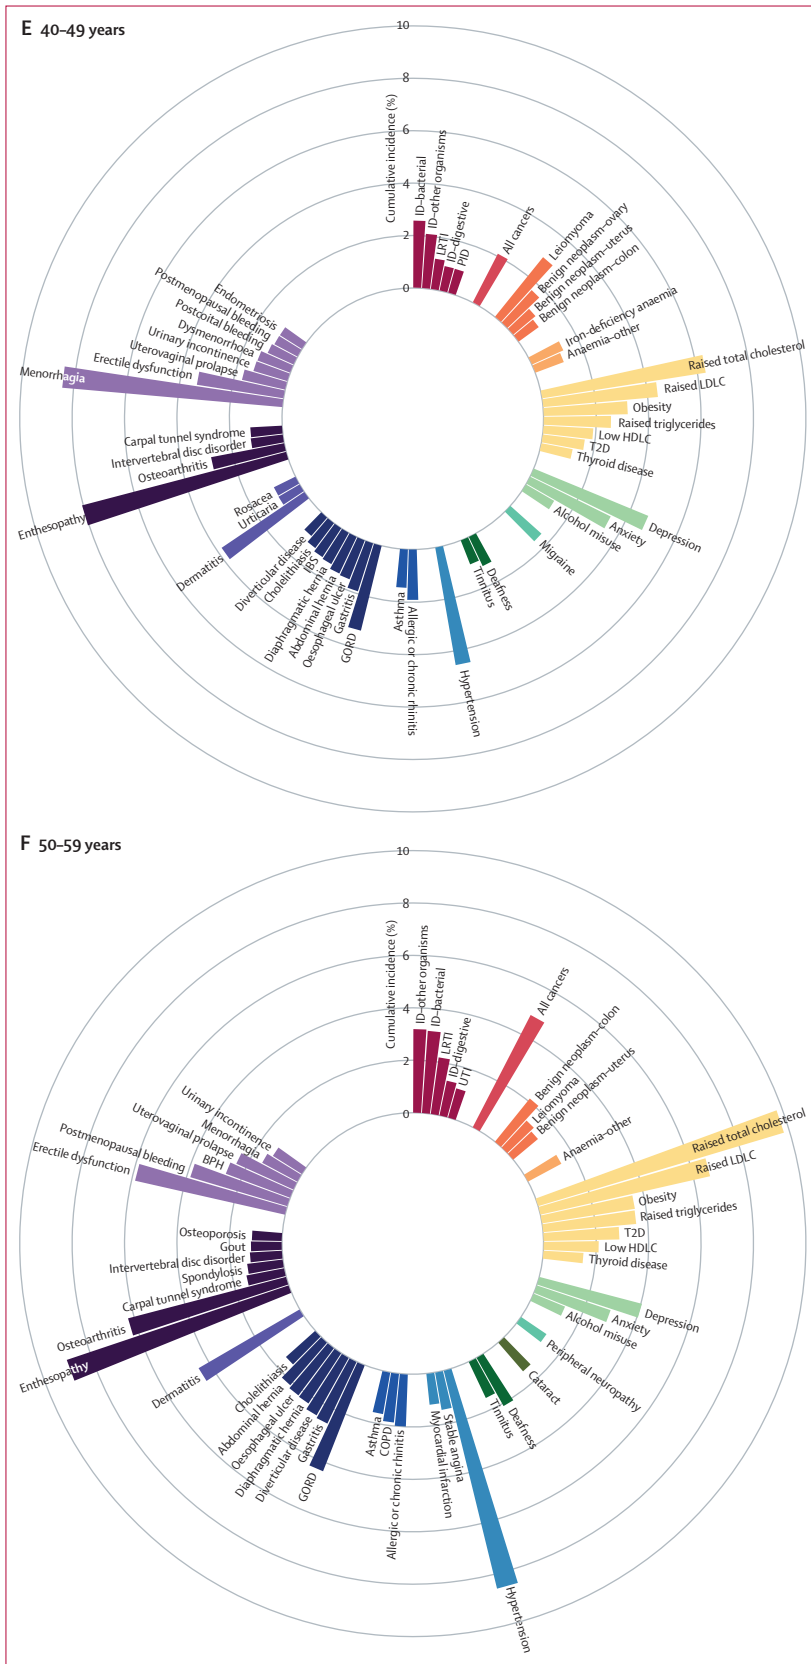 E 40–49 years
10
8
6
4
2
0
Cumulative incidence (%)
ID–bacterial
ID–other organisms
LRTI
ID–digestive
PID
All cancers
Leiomyoma
Benign neoplasm–ovary
Benign neoplasm–uterus
Benign neoplasm–colon
Iron-deficiency anaemia
Anaemia–other
Raised total cholesterol
Raised LDLC
Obesity
Raised triglycerides
Low HDLC
T2D
Thyroid disease
Depression
Anxiety
Alcohol misuse
Migraine
Deafness
Tinnitus
Hypertension
Allergic or chronic rhinitis
Asthma
GORD
Gastritis
Oesophageal ulcer
Abdominal hernia
Diaphragmatic hernia
IBS
Cholelithiasis
Diverticular disease
Dermatitis
Urticaria
Rosacea
Enthesopathy
Osteoarthritis
Intervertebral disc disorder
Carpal tunnel syndrome
Menorrhagia
Erectile dysfunction
Uterovaginal prolapse
Urinary incontinence
Dysmenorrhoea
Postcoital bleeding
Postmenopausal bleeding
Endometriosis
F 50–59 years
10
8
6
4
2
0
Cumulative incidence (%)
ID–other organisms
ID–bacterial
LRTI
ID–digestive
UTI
All cancers
Benign neoplasm–colon
Leiomyoma
Benign neoplasm–uterus
Anaemia–other
Raised total cholesterol
Raised LDLC
Obesity
Raised triglycerides
T2D
Low HDLC
Thyroid disease
Depression
Anxiety
Alcohol misuse
Peripheral neuropathy
Cataract
Deafness
Tinnitus
Hypertension
Stable angina
Myocardial infarction
Allergic or chronic rhinitis
COPD
Asthma
GORD
Gastritis
Diverticular disease
Diaphragmatic hernia
Oesophageal ulcer
Abdominal hernia
Cholelithiasis
Dermatitis
Enthesopathy
Osteoarthritis
Carpal tunnel syndrome
Spondylosis
Intervertebral disc disorder
Gout
Osteoporosis
Erectile dysfunction
Postmenopausal bleeding
BPH
Uterovaginal prolapse
Menorrhagia
Urinary incontinence